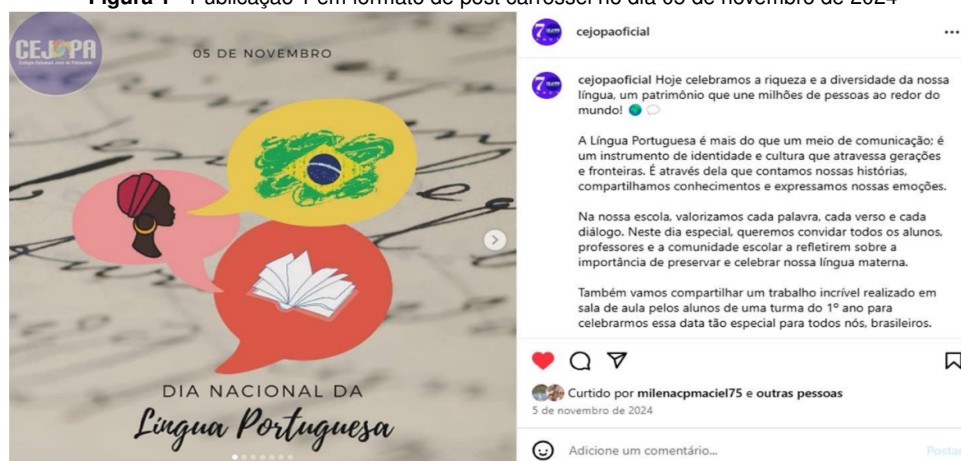 Figura 1 - Publicação 1 em formato de post carrossel no dia 05 de novembro de 2024
CEJOPA
05 DE NOVEMBRO
DIA NACIONAL DA
Língua Portuguesa
cejopaoficial
cejopaoficial Hoje celebramos a riqueza e a diversidade da nossa
língua, um patrimônio que une milhões de pessoas ao redor do
mundo! 🌍 💬
A Língua Portuguesa é mais do que um meio de comunicação; é
um instrumento de identidade e cultura que atravessa gerações
e fronteiras. É através dela que contamos nossas histórias,
compartilhamos conhecimentos e expressamos nossas emoções.
Na nossa escola, valorizamos cada palavra, cada verso e cada
diálogo. Neste dia especial, queremos convidar todos os alunos,
professores e a comunidade escolar a refletirem sobre a
importância de preservar e celebrar nossa língua materna.
Também vamos compartilhar um trabalho incrível realizado em
sala de aula pelos alunos de uma turma do 1º ano para
celebrarmos essa data tão especial para todos nós, brasileiros.
Curtido por milenacpmaciel75 e outras pessoas
5 de novembro de 2024
Adicione um comentário...
Postar